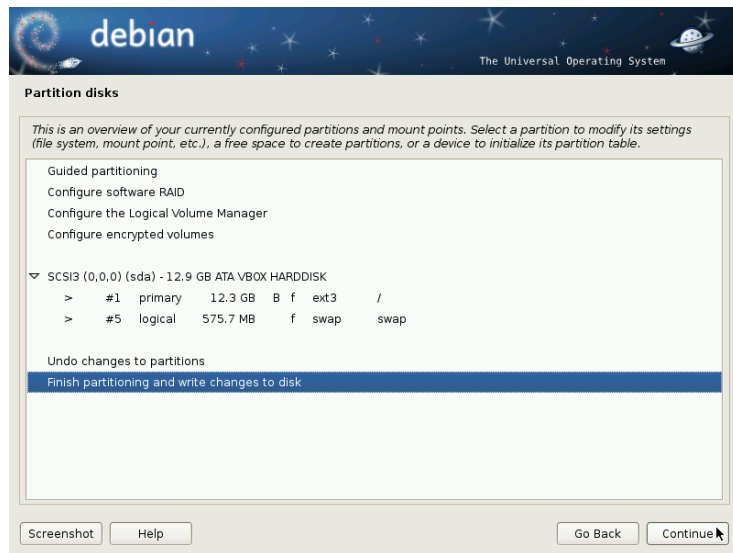 debian
The Universal Operating System
Partition disks
This is an overview of your currently configured partitions and mount points. Select a partition to modify its settings
(file system, mount point, etc.), a free space to create partitions, or a device to initialize its partition table.
Guided partitioning
Configure software RAID
Configure the Logical Volume Manager
Configure encrypted volumes
SCSI3 (0,0,0) (sda) - 12.9 GB ATA VBOX HARDDISK
> #1 primary 12.3 GB B f ext3 /
> #5 logical 575.7 MB f swap swap
Undo changes to partitions
Finish partitioning and write changes to disk
Screenshot Help Go Back Continue